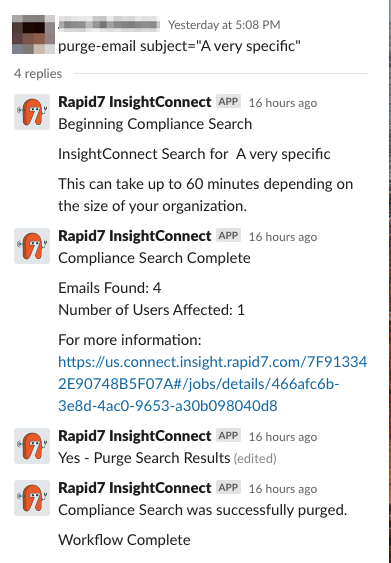 Yesterday at 5:08 PM
purge-email subject="A very specific"
4 replies
Rapid7 InsightConnect APP 16 hours ago
Beginning Compliance Search
InsightConnect Search for A very specific
This can take up to 60 minutes depending on
the size of your organization.
Rapid7 InsightConnect APP 16 hours ago
Compliance Search Complete
Emails Found: 4
Number of Users Affected: 1
For more information:
https://us.connect.insight.rapid7.com/7F91334
2E90748B5F07A#/jobs/details/466afc6b-
3e8d-4ac0-9653-a30b098040d8
Rapid7 InsightConnect APP 16 hours ago
Yes - Purge Search Results (edited)
Rapid7 InsightConnect APP 16 hours ago
Compliance Search was successfully purged.
Workflow Complete